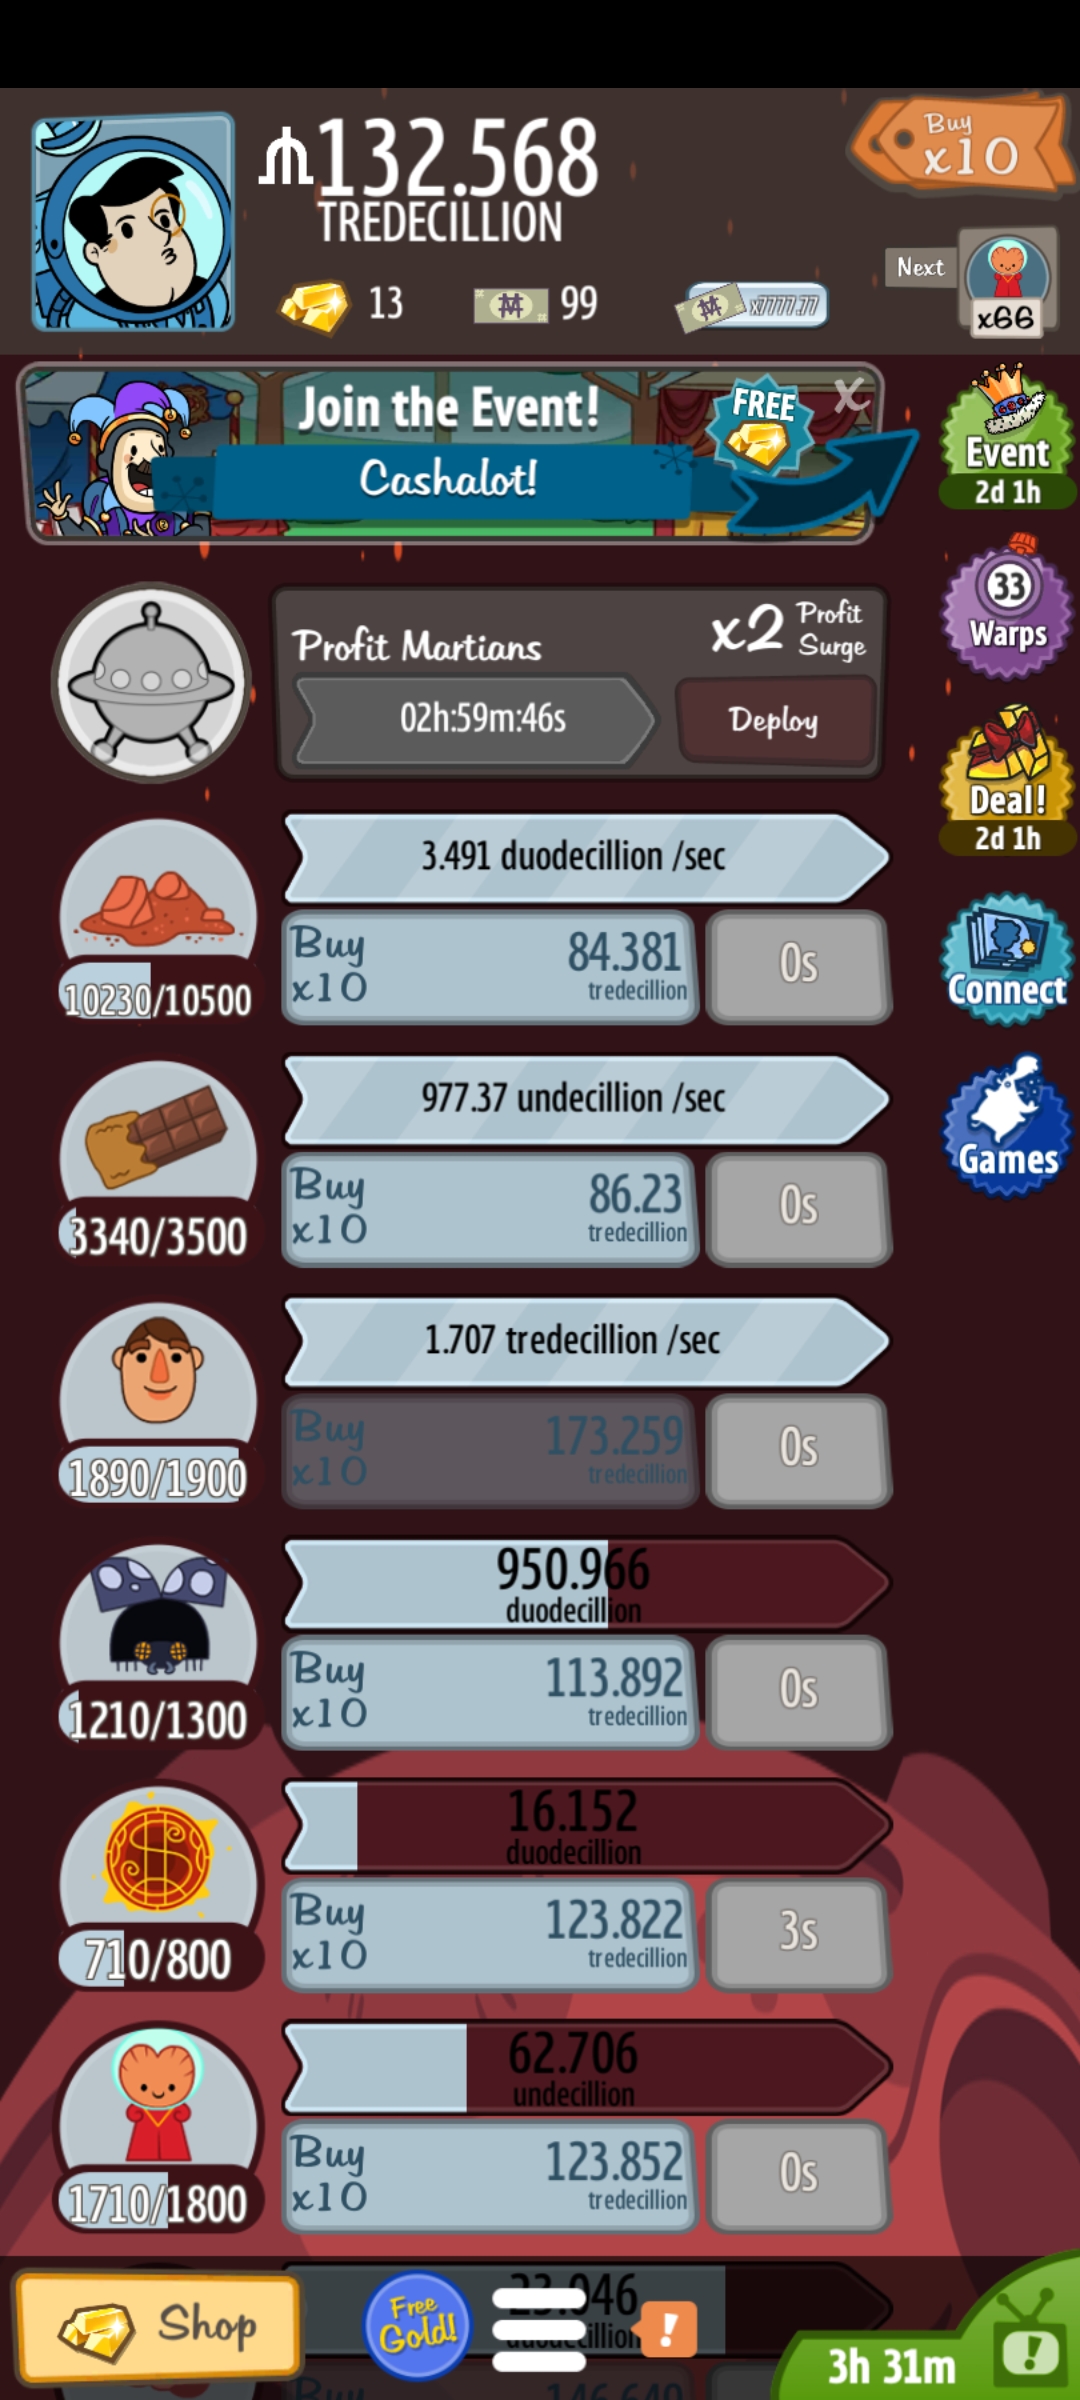 132.568
TREDECILLION
Buy
x10
13
99
x7777.77
Next
x66
Join the Event!
FREE
X
Cashalot!
Event
2d 1h
33
Warps
Profit Martians
x2 Profit
Surge
02h:59m:46s
Deploy
Deal!
2d 1h
3.491 duodecillion /sec
Buy
x10
84.381
tredecillion
0s
10230/10500
Connect
977.37 undecillion /sec
Buy
x10
86.23
tredecillion
0s
3340/3500
Games
1.707 tredecillion /sec
Buy
x10
173.259
tredecillion
0s
1890/1900
950.966
duodecillion
Buy
x10
113.892
tredecillion
0s
1210/1300
16.152
duodecillion
Buy
x10
123.822
tredecillion
3s
710/800
62.706
undecillion
Buy
x10
123.852
tredecillion
0s
1710/1800
Shop
Free
Gold!
!
3h 31m
!